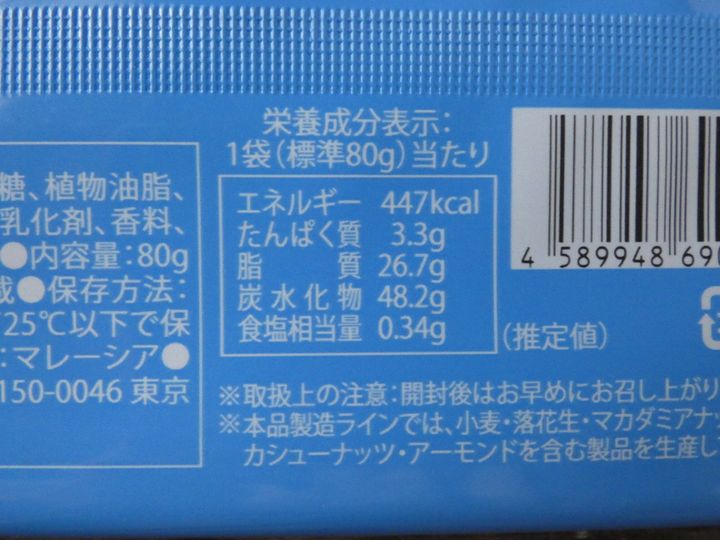 糖、植物油脂、
乳化剤、香料、
●内容量:80g
●保存方法:
25℃以下で保
:マレーシア●
150-0046 東京
栄養成分表示:
1袋(標準80g)当たり
エネルギー 447kcal
たんぱく質 3.3g
脂質 26.7g
炭水化物 48.2g
食塩相当量 0.34g
(推定値)
4 589948 690
※取扱上の注意:開封後はお早めにお召し上がり
※本品製造ラインでは、小麦・落花生・マカダミアナッ
カシューナッツ・アーモンドを含む製品を生産し